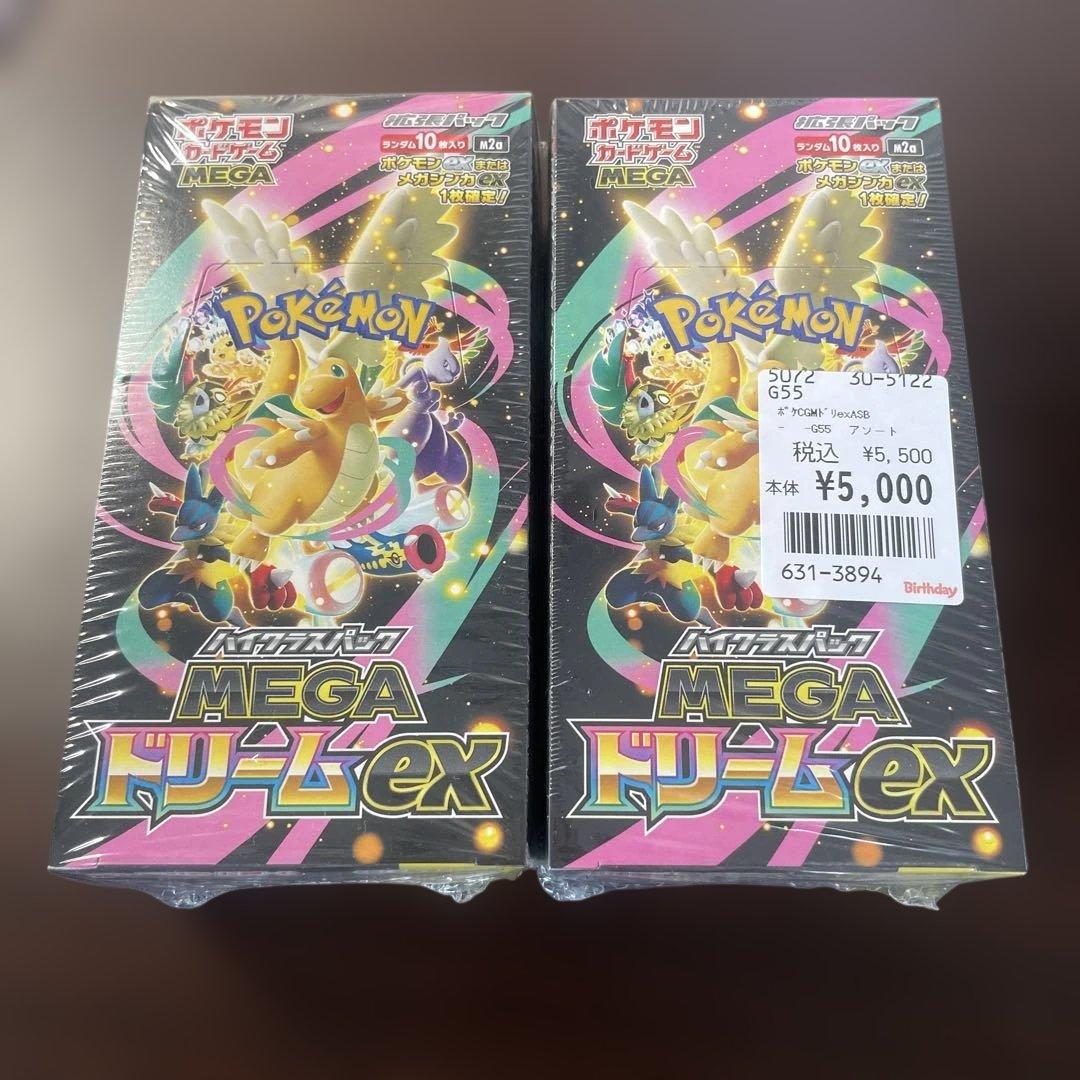 ポケモン
カードゲーム
MEGA
拡張パック
ランダム10枚入り
M2a
ポケモンexまたは
メガシンカex
1枚確定!
POKÉMON
TM
ハイクラスパック
MEGA
ドリームex
ポケモン
カードゲーム
MEGA
拡張パック
ランダム10枚入り
M2a
ポケモンexまたは
メガシンカex
1枚確定!
POKÉMON
5072 30-5122
G55
ポケCGMドリexASB
- -G55 アソート
税込 ¥5,500
本体 ¥5,000
631-3894
Birthday
ハイクラスパック
MEGA
ドリームex